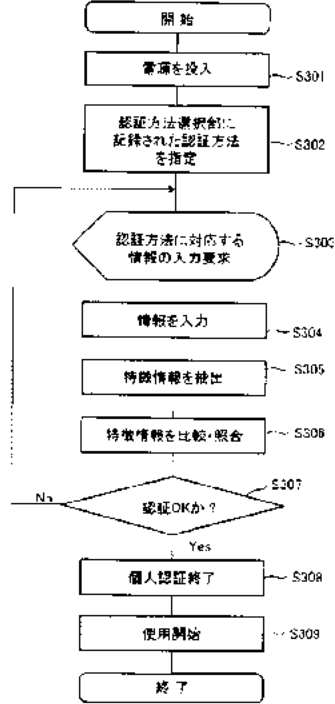 開始
電源を投入
S301
認証方法選択部に
記録された認証方法
を指定
S302
認証方法に対応する
情報の入力要求
S303
情報を入力
S304
特徴情報を抽出
S305
特徴情報を比較・照合
S306
認証OKか?
S307
No
Yes
個人認証終了
S308
使用開始
S309
終了